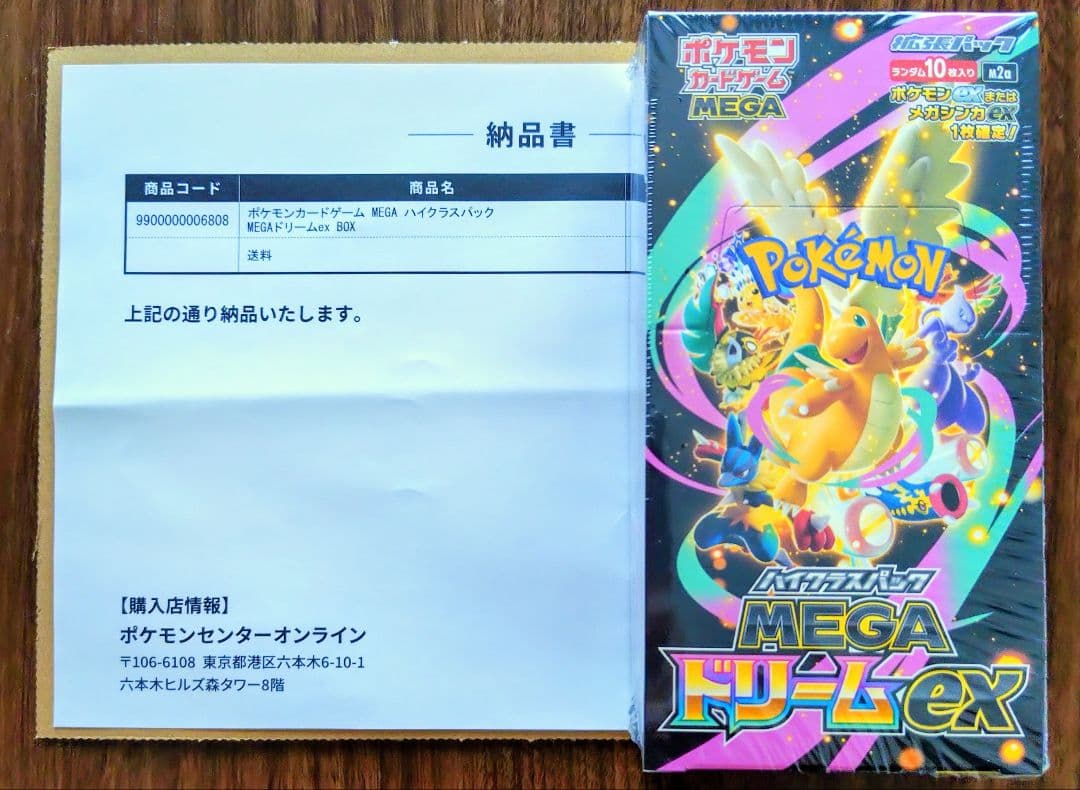 納品書
商品コード 商品名
9900000006808 ポケモンカードゲーム MEGA ハイクラスパック
MEGAドリームex BOX
送料
上記の通り納品いたします。
【購入店情報】
ポケモンセンターオンライン
〒106-6108 東京都港区六本木6-10-1
六本木ヒルズ森タワー8階
ポケモン
カードゲーム
MEGA
拡張パック
ランダム10枚入り M2a
ポケモンexまたは
メガシンカex
1枚確定!
POKéMON
ハイクラスパック
MEGA
ドリームex